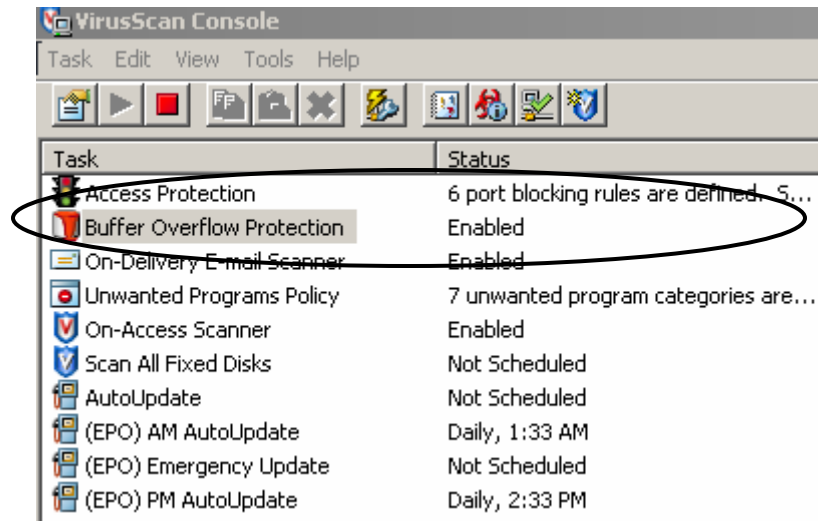 VirusScan Console
Task Edit View Tools Help
Task Status
Access Protection 6 port blocking rules are defined. S...
Buffer Overflow Protection Enabled
On-Delivery E-mail Scanner Enabled
Unwanted Programs Policy 7 unwanted program categories are...
On-Access Scanner Enabled
Scan All Fixed Disks Not Scheduled
AutoUpdate Not Scheduled
(EPO) AM AutoUpdate Daily, 1:33 AM
(EPO) Emergency Update Not Scheduled
(EPO) PM AutoUpdate Daily, 2:33 PM